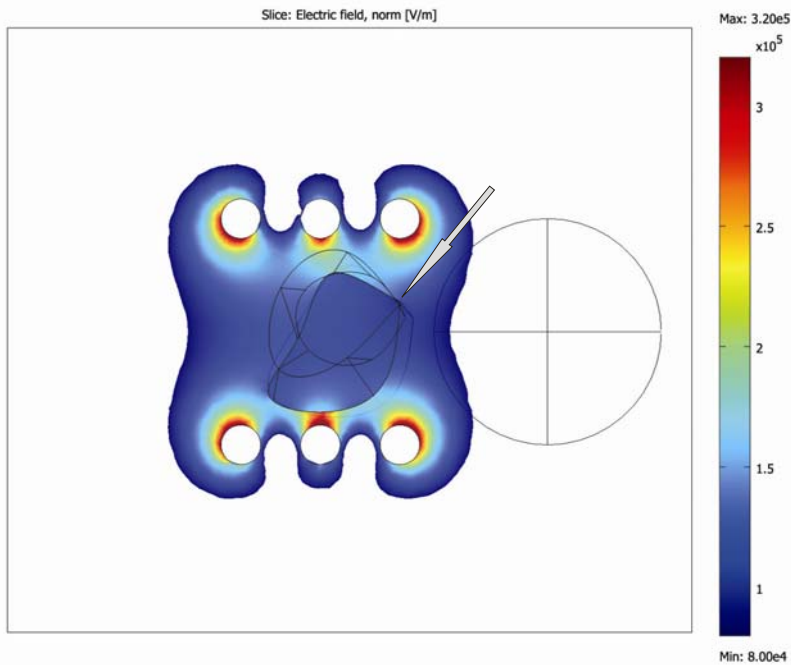 Slice: Electric field, norm [V/m]
Max: 3.20e5
x10^5
3
2.5
2
1.5
1
Min: 8.00e4